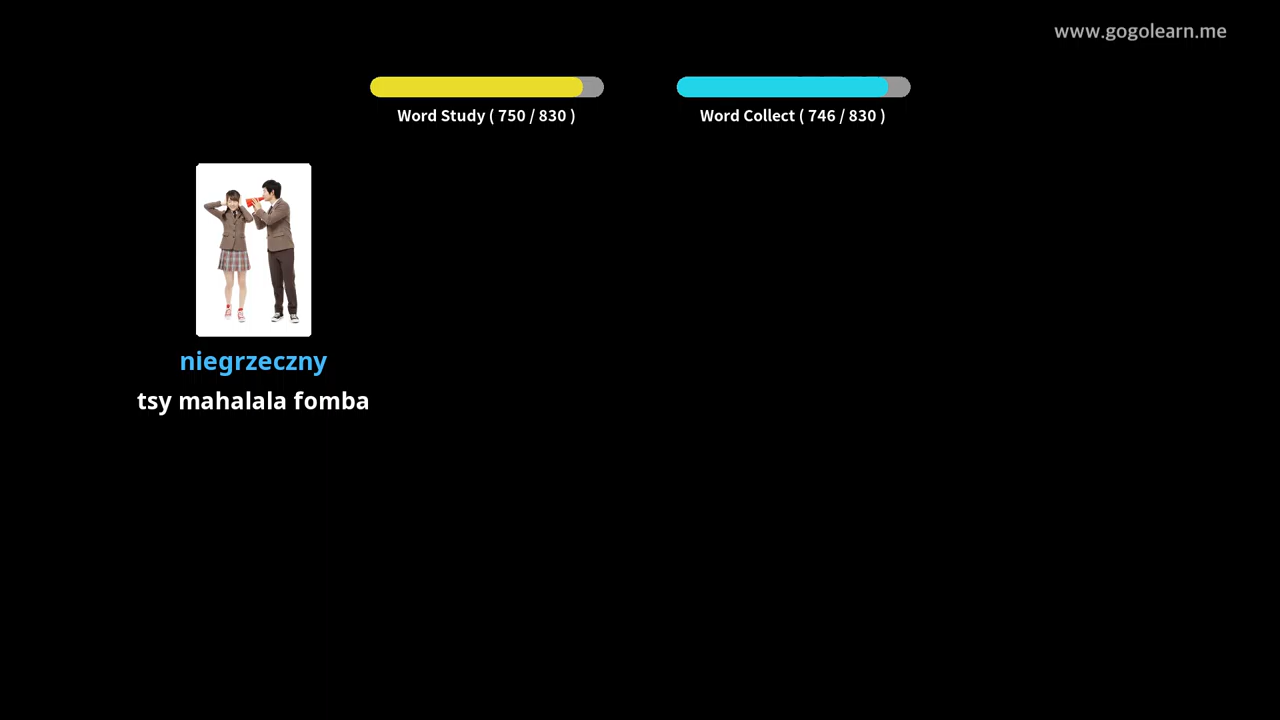 www.gogolearn.me
Word Study ( 750 / 830 )
Word Collect ( 746 / 830 )
niegrzeczny
tsy mahalala fomba